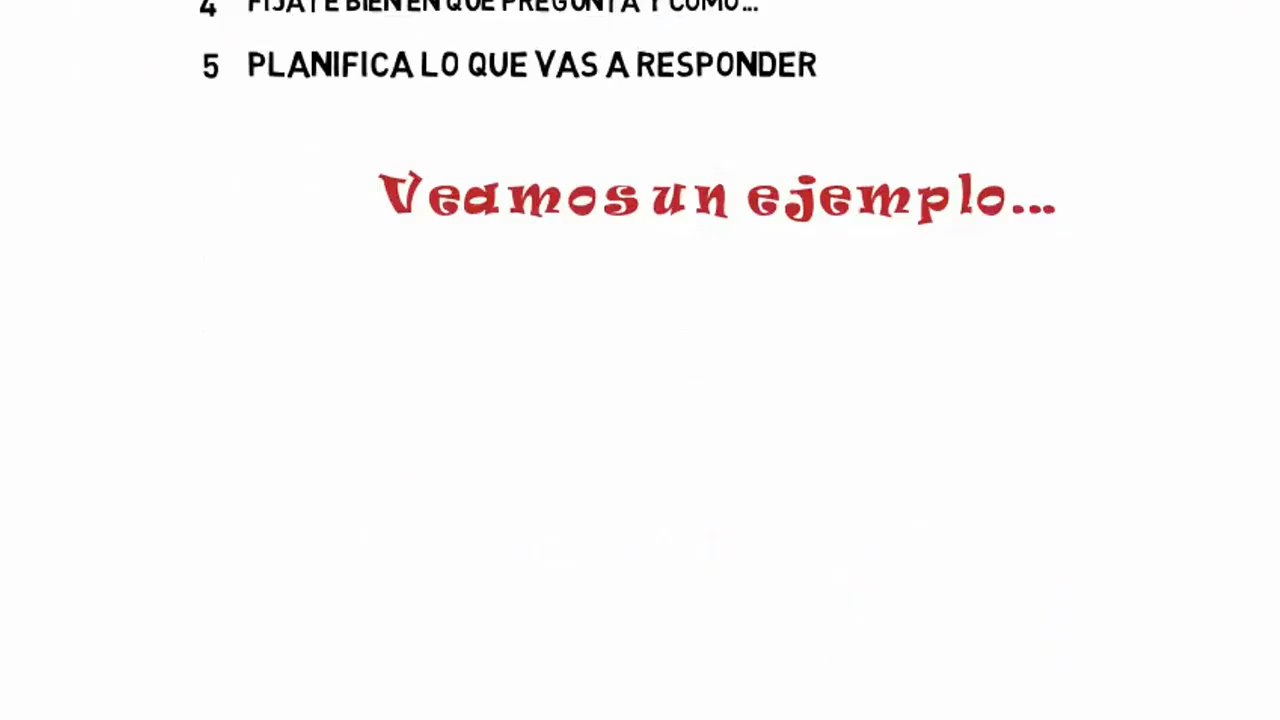 4 FIJATE BIEN EN QUE PREGUNTA Y COMO...
5 PLANIFICA LO QUE VAS A RESPONDER
Veamos un ejemplo...